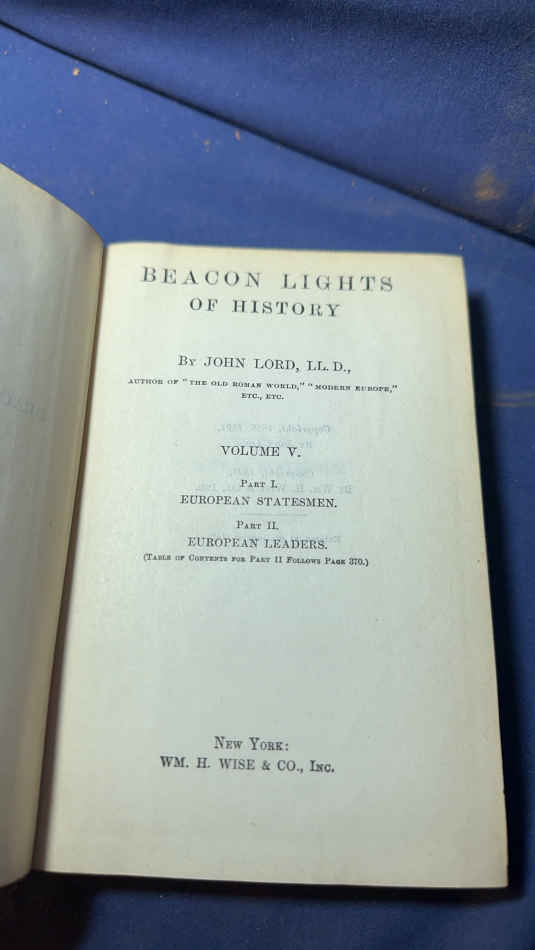 BEACON LIGHTS
OF HISTORY
By JOHN LORD, LL. D.,
AUTHOR OF "THE OLD ROMAN WORLD," "MODERN EUROPE,"
ETC., ETC.
VOLUME V.
Part I.
EUROPEAN STATESMEN.
Part II.
EUROPEAN LEADERS.
(Table of Contents for Part II Follows Page 370.)
New York:
WM. H. WISE & CO., Inc.